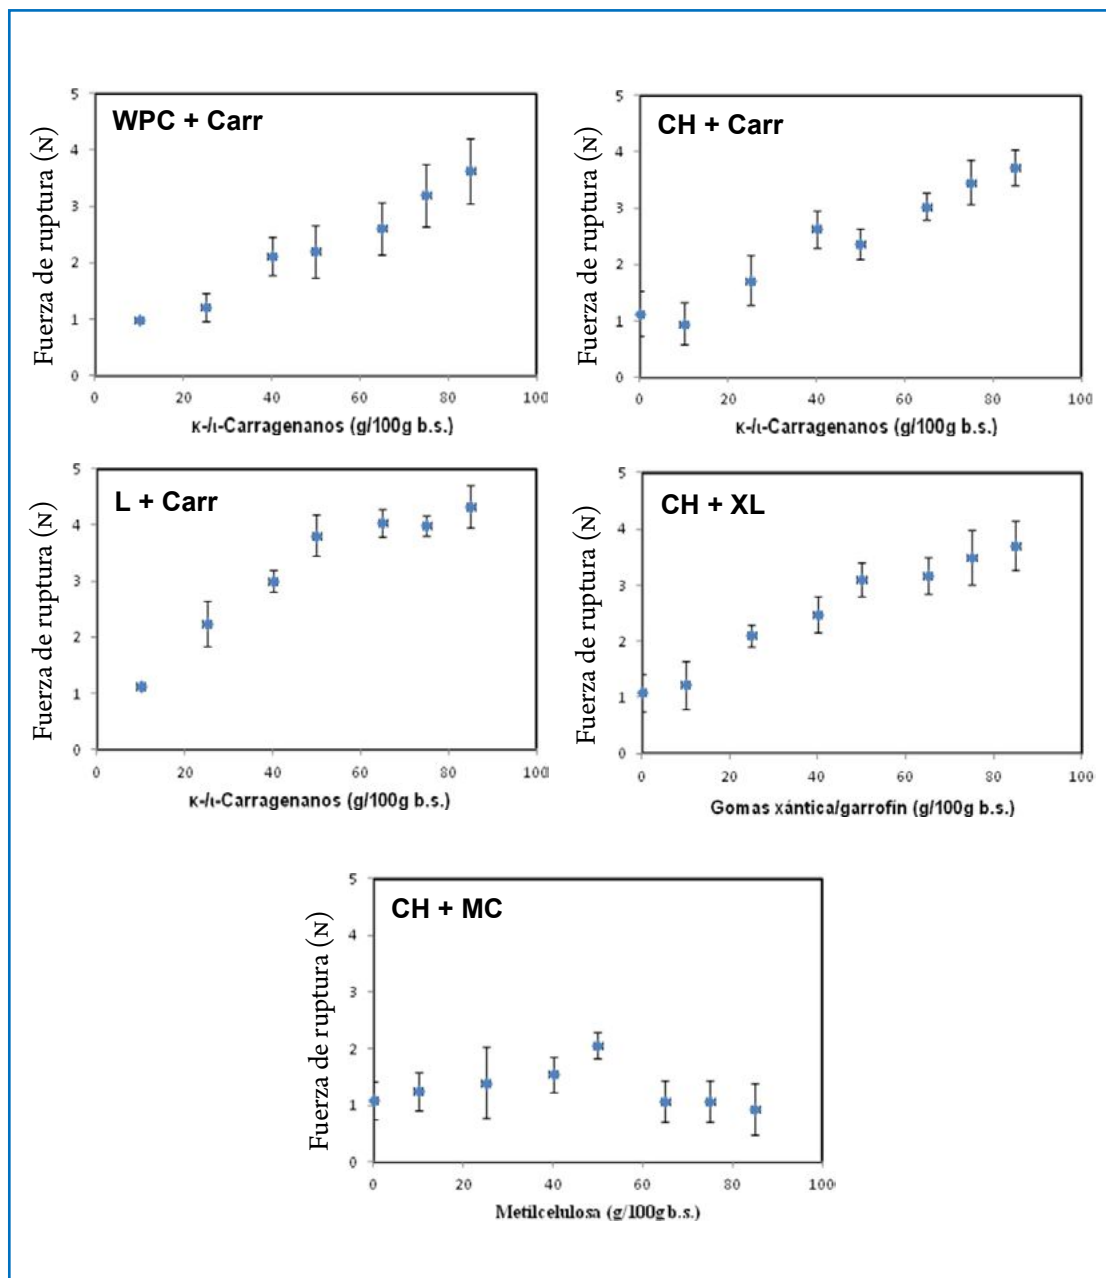 WPC + Carr
Fuerza de ruptura (N)
5
4
3
2
1
0
0 20 40 60 80 100
κ-/ι-Carragenanos (g/100g b.s.)
CH + Carr
Fuerza de ruptura (N)
5
4
3
2
1
0
0 20 40 60 80 100
κ-/ι-Carragenanos (g/100g b.s.)
L + Carr
Fuerza de ruptura (N)
5
4
3
2
1
0
0 20 40 60 80 100
κ-/ι-Carragenanos (g/100g b.s.)
CH + XL
Fuerza de ruptura (N)
5
4
3
2
1
0
0 20 40 60 80 100
Gomas xántica/garrofín (g/100g b.s.)
CH + MC
Fuerza de ruptura (N)
5
4
3
2
1
0
0 20 40 60 80 100
Metilcelulosa (g/100g b.s.)